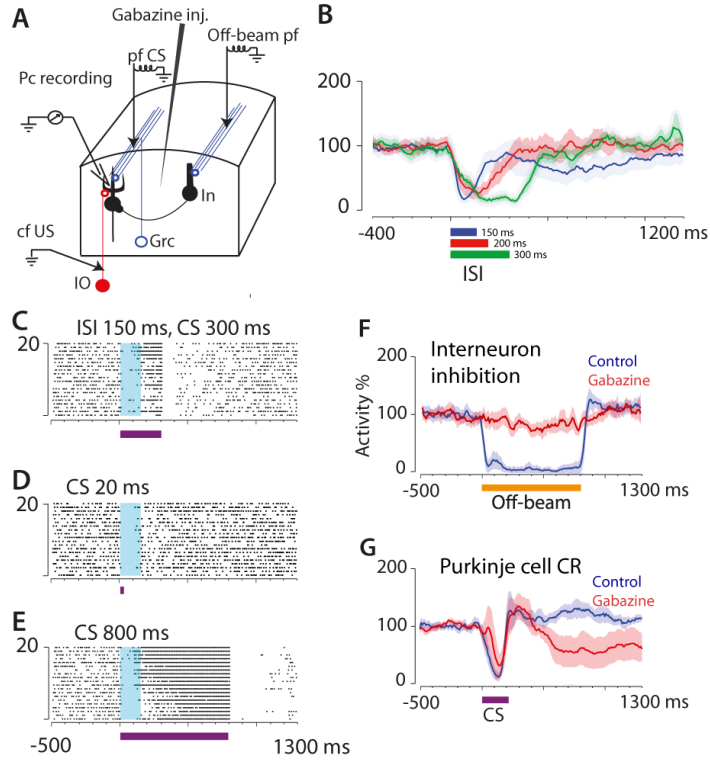 A
Gabazine inj.
Off-beam pf
pf CS
Pc recording
In
cf US
Grc
IO
B
200
100
0
-400
1200 ms
150 ms
200 ms
300 ms
ISI
C
ISI 150 ms, CS 300 ms
20
D
CS 20 ms
20
E
CS 800 ms
20
-500
1300 ms
F
200
Interneuron
inhibition
Control
Gabazine
Activity %
100
0
-500
1300 ms
Off-beam
G
200
Purkinje cell CR
Control
Gabazine
100
0
-500
1300 ms
CS